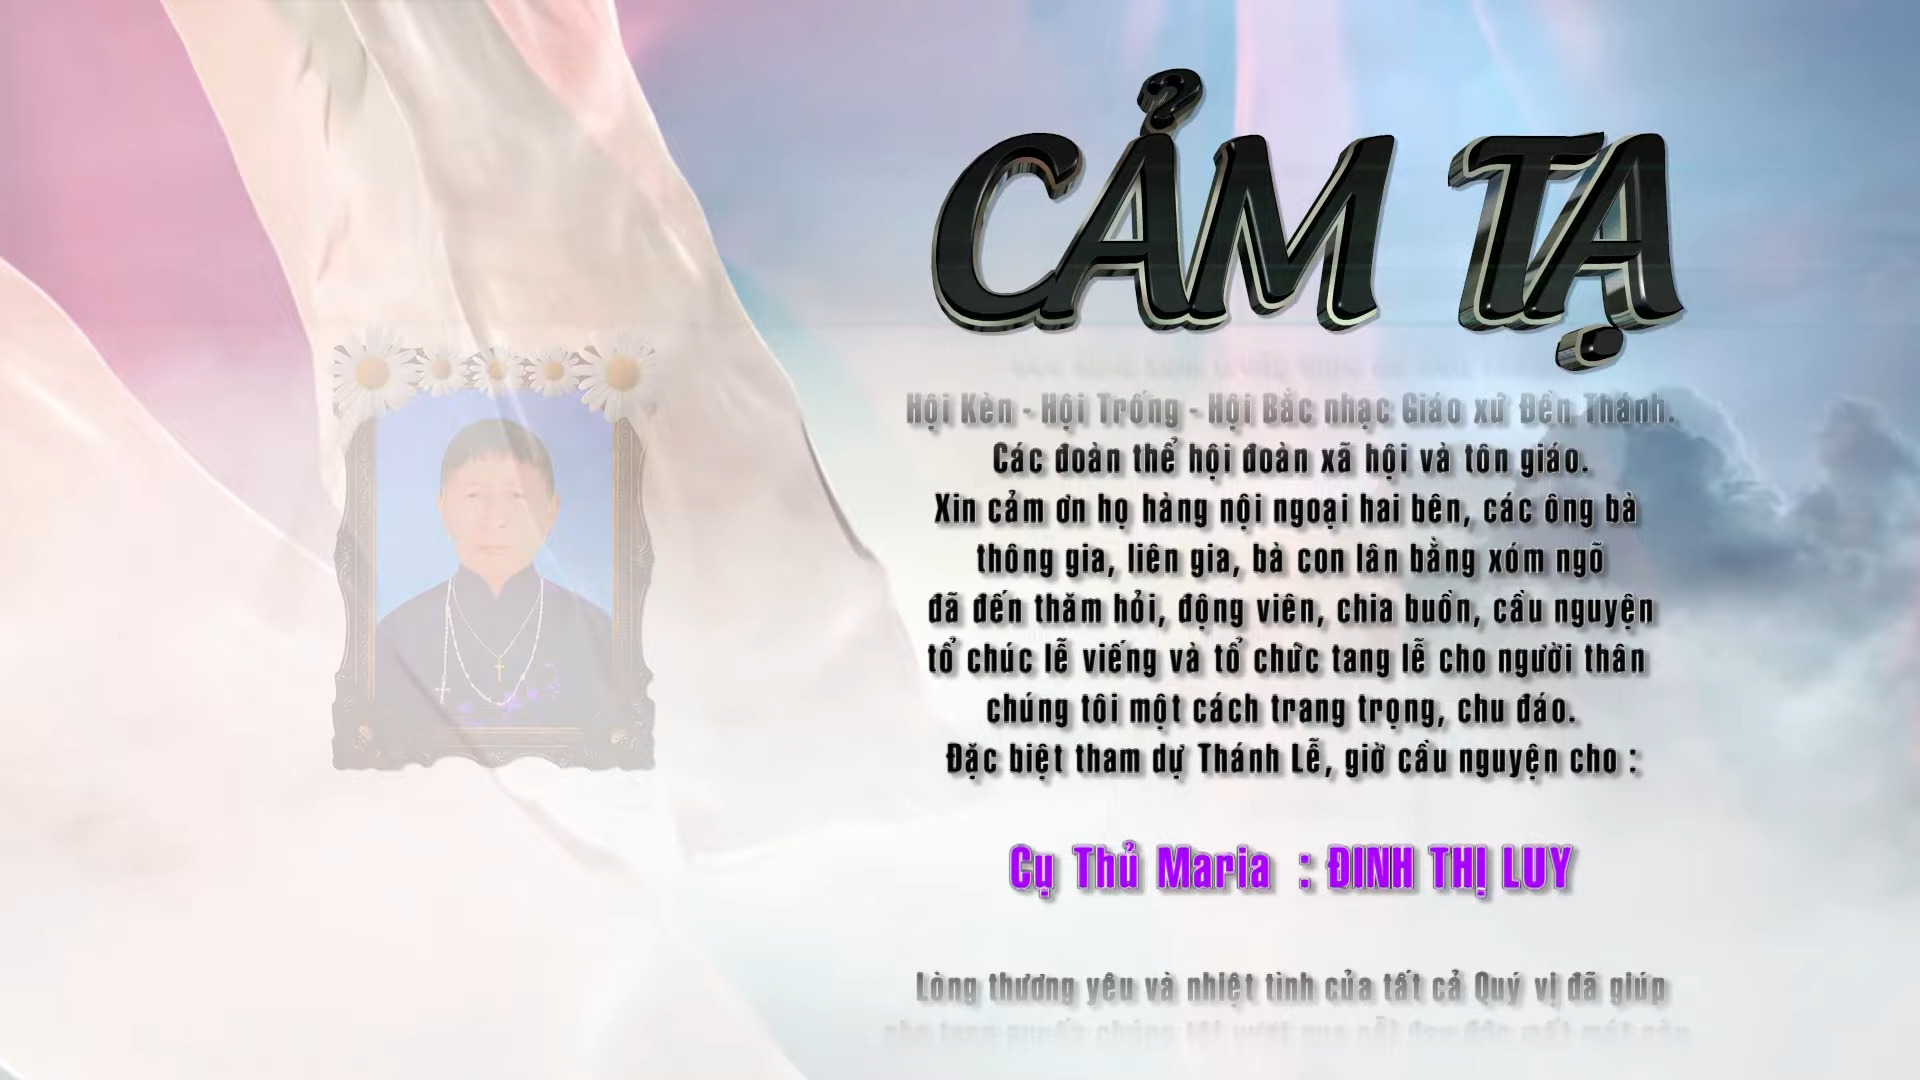 CẢM TẠ
Hội Kèn - Hội Trống - Hội Bắc nhạc Giáo xứ Đền Thánh.
Các đoàn thể hội đoàn xã hội và tôn giáo.
Xin cảm ơn họ hàng nội ngoại hai bên, các ông bà
thông gia, liên gia, bà con lân bằng xóm ngõ
đã đến thăm hỏi, động viên, chia buồn, cầu nguyện
tổ chúc lễ viếng và tổ chức tang lễ cho người thân
chúng tôi một cách trang trọng, chu đáo.
Đặc biệt tham dự Thánh Lễ, giờ cầu nguyện cho :
Cụ Thủ Maria : ĐINH THỊ LUY
Lòng thương yêu và nhiệt tình của tất cả Quý vị đã giúp